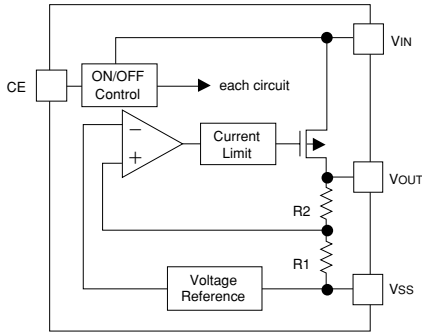 VIN
ON/OFF
Control
CE
each circuit
−
+
Current
Limit
VOUT
R2
R1
Voltage
Reference
VSS